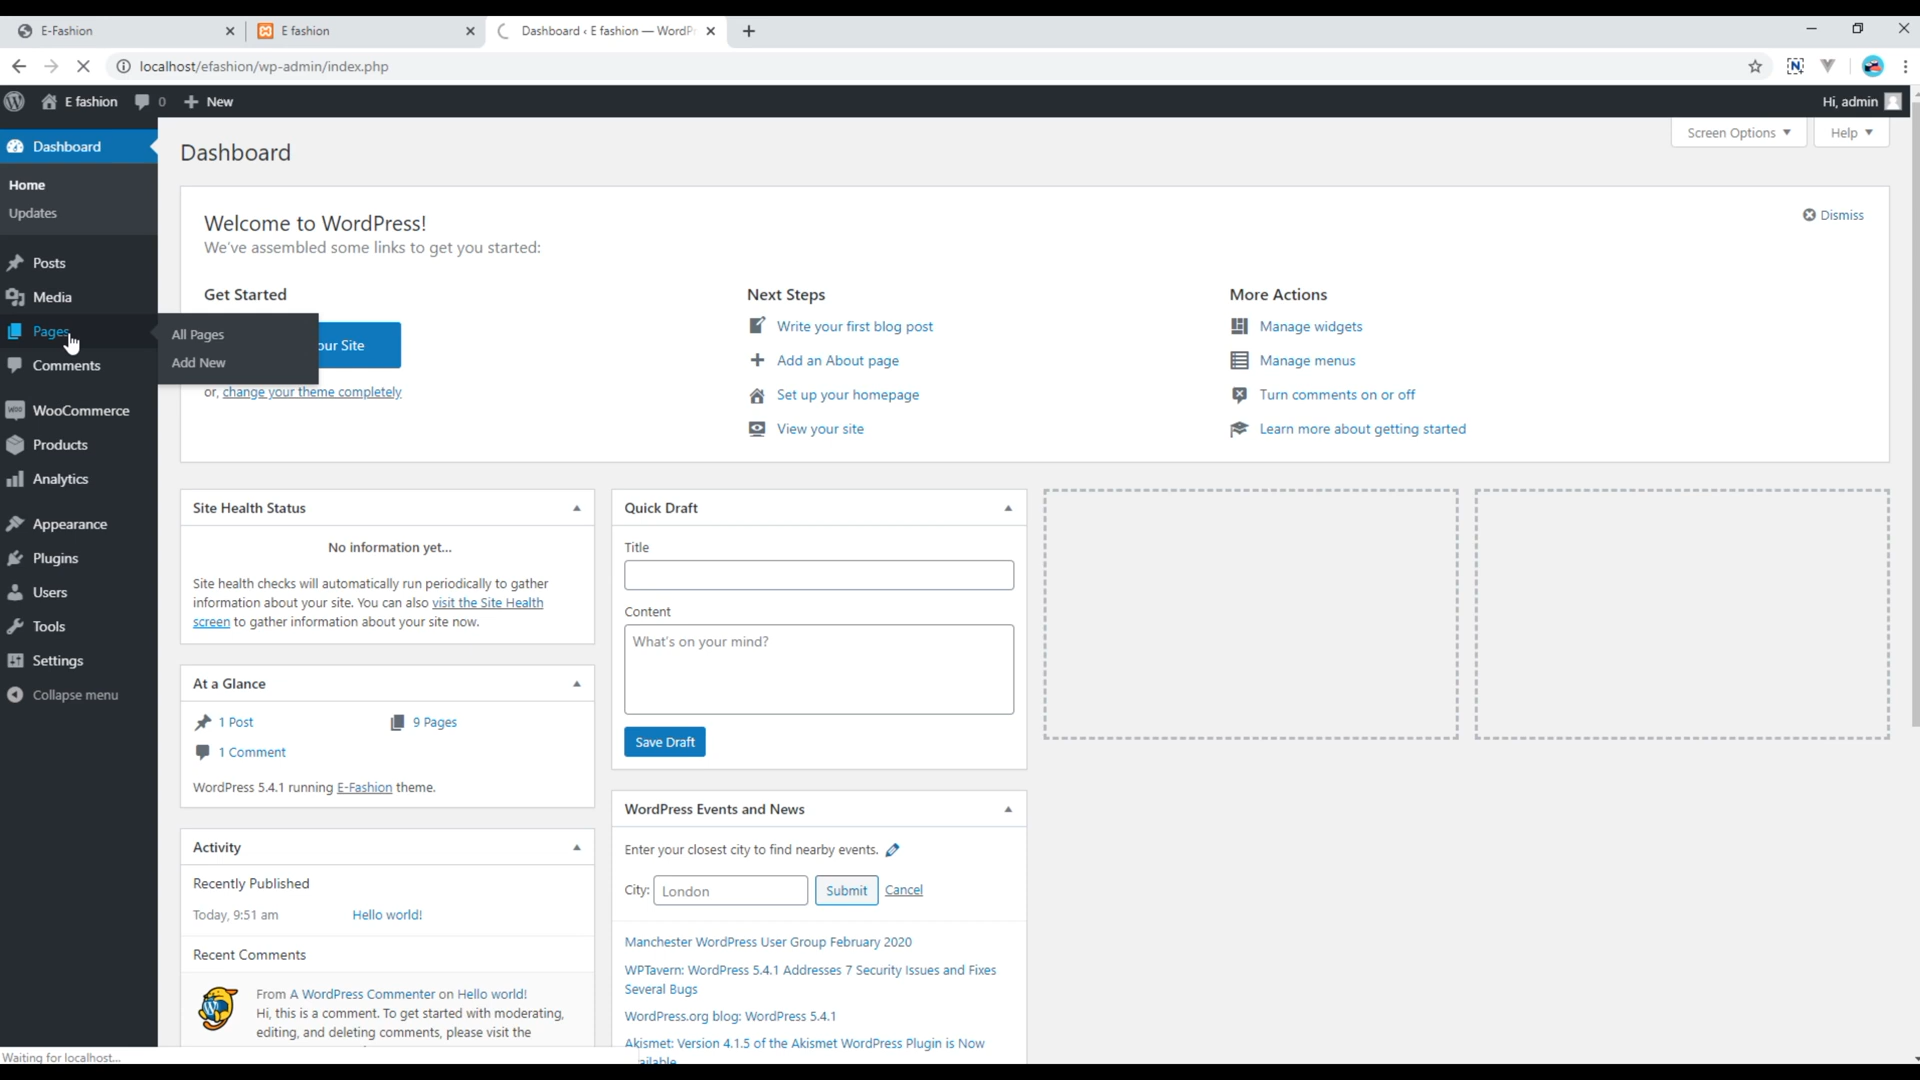 E-Fashion
E fashion
Dashboard ‹ E fashion — WordPr
localhost/efashion/wp-admin/index.php
E fashion 0 New
Hi, admin
Dashboard
Home
Updates
Posts
Media
Pages
Comments
WooCommerce
Products
Analytics
Appearance
Plugins
Users
Tools
Settings
Collapse menu
All Pages
Add New
Screen Options
Help
Dashboard
Welcome to WordPress!
We've assembled some links to get you started:
Dismiss
Get Started
our Site
or, change your theme completely
Next Steps
Write your first blog post
Add an About page
Set up your homepage
View your site
More Actions
Manage widgets
Manage menus
Turn comments on or off
Learn more about getting started
Site Health Status
No information yet...
Site health checks will automatically run periodically to gather
information about your site. You can also visit the Site Health
screen to gather information about your site now.
At a Glance
1 Post
9 Pages
1 Comment
WordPress 5.4.1 running E-Fashion theme.
Activity
Recently Published
Today, 9:51 am Hello world!
Recent Comments
From A WordPress Commenter on Hello world!
Hi, this is a comment. To get started with moderating,
editing, and deleting comments, please visit the
Quick Draft
Title
Content
What's on your mind?
Save Draft
WordPress Events and News
Enter your closest city to find nearby events.
City: London Submit Cancel
Manchester WordPress User Group February 2020
WPTavern: WordPress 5.4.1 Addresses 7 Security Issues and Fixes
Several Bugs
WordPress.org blog: WordPress 5.4.1
Akismet: Version 4.1.5 of the Akismet WordPress Plugin is Now
Waiting for localhost...